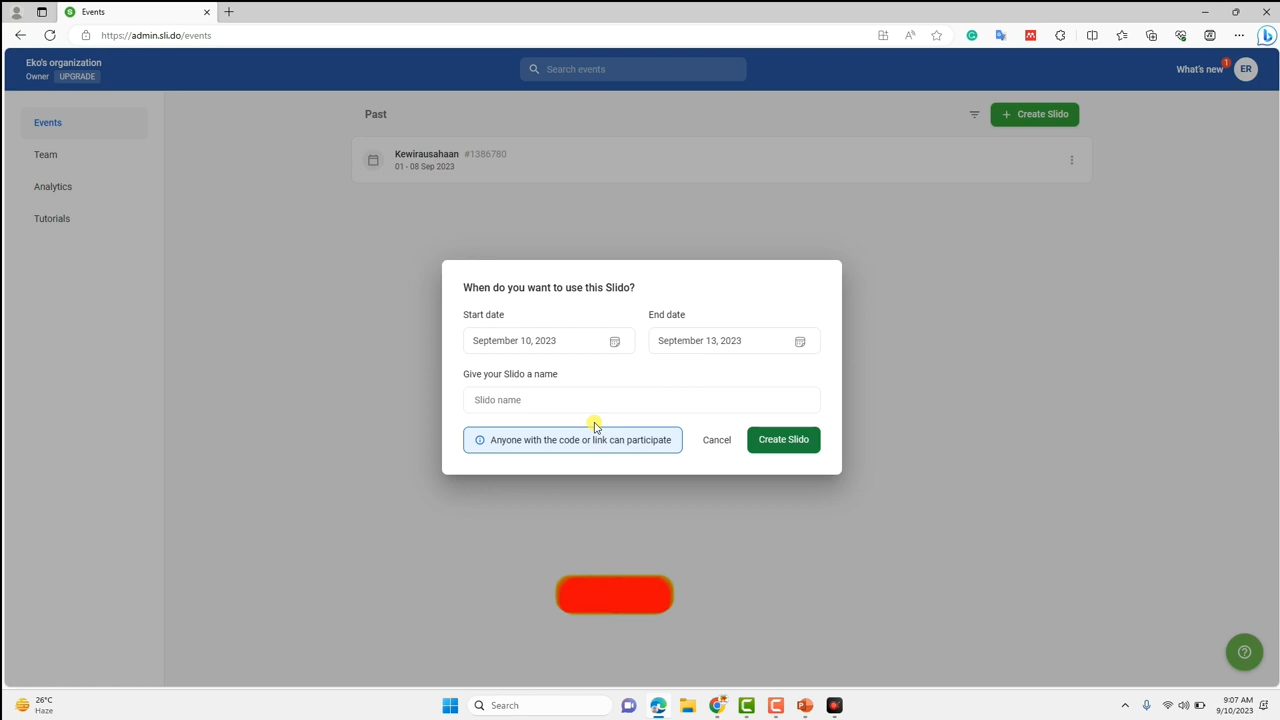 Events
https://admin.sli.do/events
Eko's organization
Owner UPGRADE
Search events
What's new 1 ER
Events
Team
Analytics
Tutorials
Past
Create Slido
Kewirausahaan #1386780
01 - 08 Sep 2023
When do you want to use this Slido?
Start date End date
September 10, 2023 September 13, 2023
Give your Slido a name
Slido name
Anyone with the code or link can participate Cancel Create Slido
26°C
Haze
Search
9:07 AM
9/10/2023